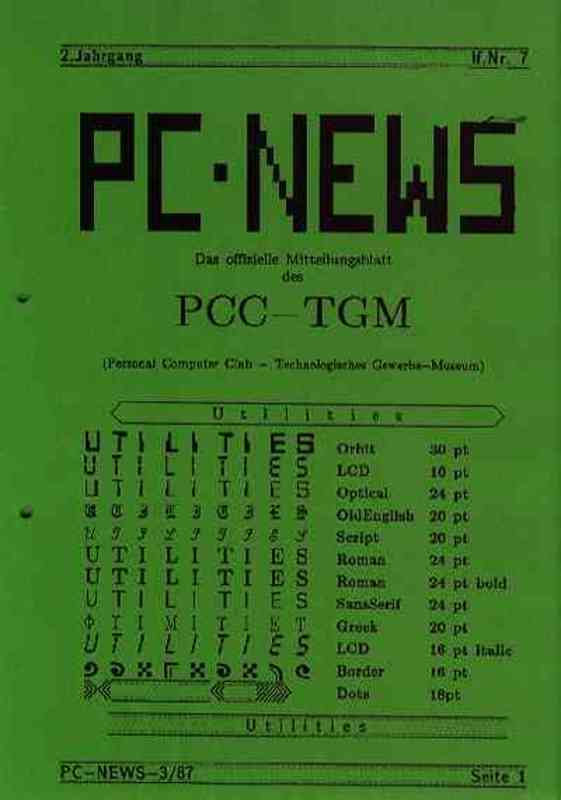 2.Jahrgang lf.Nr. 7
PC·NEWS
Das offizielle Mitteilungsblatt
des
PCC-TGM
(Personal Computer Club - Technologisches Gewerbe-Museum)
Utilities
UTILITIES Orbit 30 pt
UTILITIES LCD 16 pt
UTILITIES Optical 24 pt
UTILITIES OldEnglish 20 pt
UTILITIES Script 20 pt
UTILITIES Roman 24 pt
UTILITIES Roman 24 pt bold
UTILITIES SansSerif 24 pt
ΦΤΙΜΙΤΙΕΤ Greek 20 pt
UTILITIES LCD 16 pt Italic
Border 16 pt
Dots 18pt
Utilities
PC-NEWS-3/87 Seite 1